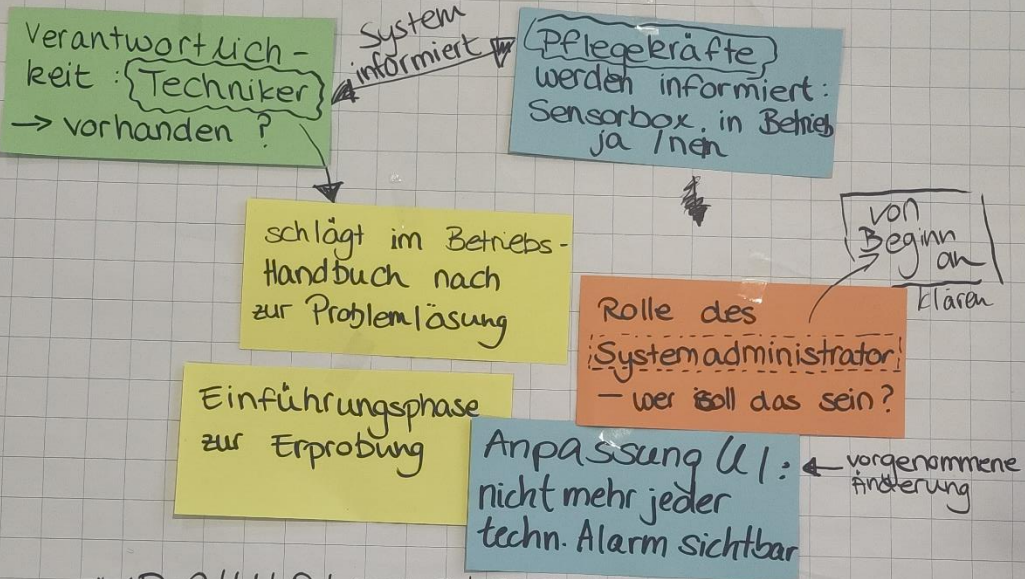 Verantwortlich-
keit: Techniker
→ vorhanden?
System
informiert
Pflegekräfte
werden informiert:
Sensorbox in Betrieb
ja / nein
schlägt im Betriebs-
Handbuch nach
zur Problemlösung
von
Beginn
an
klären
Rolle des
Systemadministrator
– wer soll das sein?
Einführungsphase
zur Erprobung
Anpassung UI:
nicht mehr jeder
techn. Alarm sichtbar
← vorgenommene
Änderung